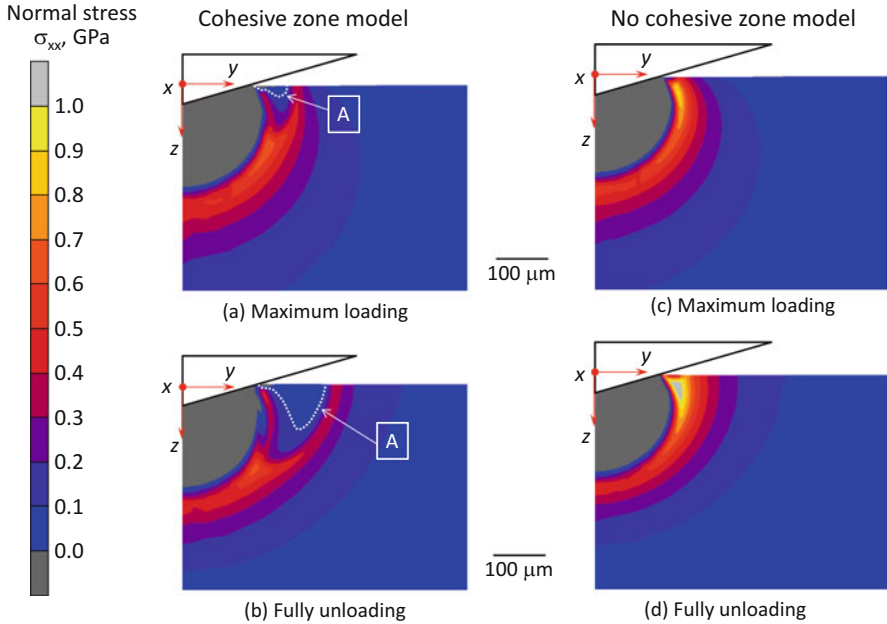 Normal stress
σxx, GPa
1.0
0.9
0.8
0.7
0.6
0.5
0.4
0.3
0.2
0.1
0.0
Cohesive zone model
No cohesive zone model
x
y
z
A
100 μm
(a) Maximum loading
x
y
z
(c) Maximum loading
x
y
z
A
100 μm
(b) Fully unloading
x
y
z
(d) Fully unloading